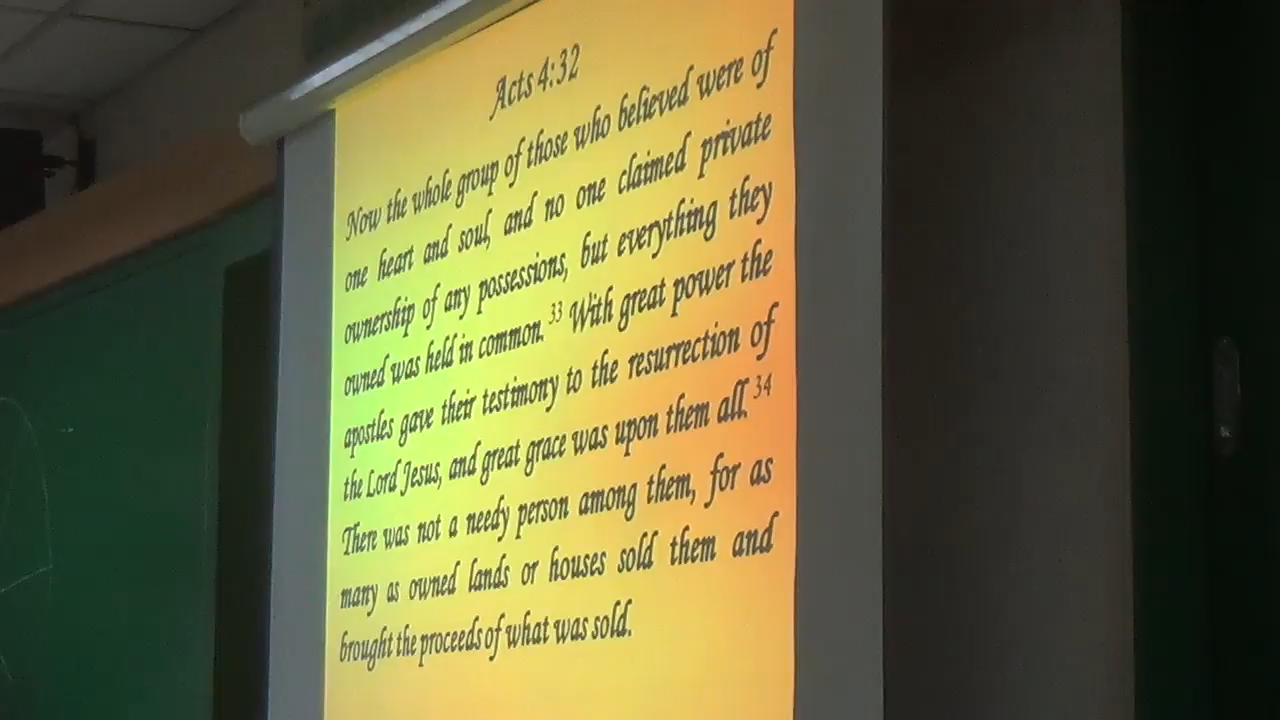 Acts 4:32
Now the whole group of those who believed were of
one heart and soul, and no one claimed private
ownership of any possessions, but everything they
owned was held in common. 33 With great power the
apostles gave their testimony to the resurrection of
the Lord Jesus, and great grace was upon them all. 34
There was not a needy person among them, for as
many as owned lands or houses sold them and
brought the proceeds of what was sold.